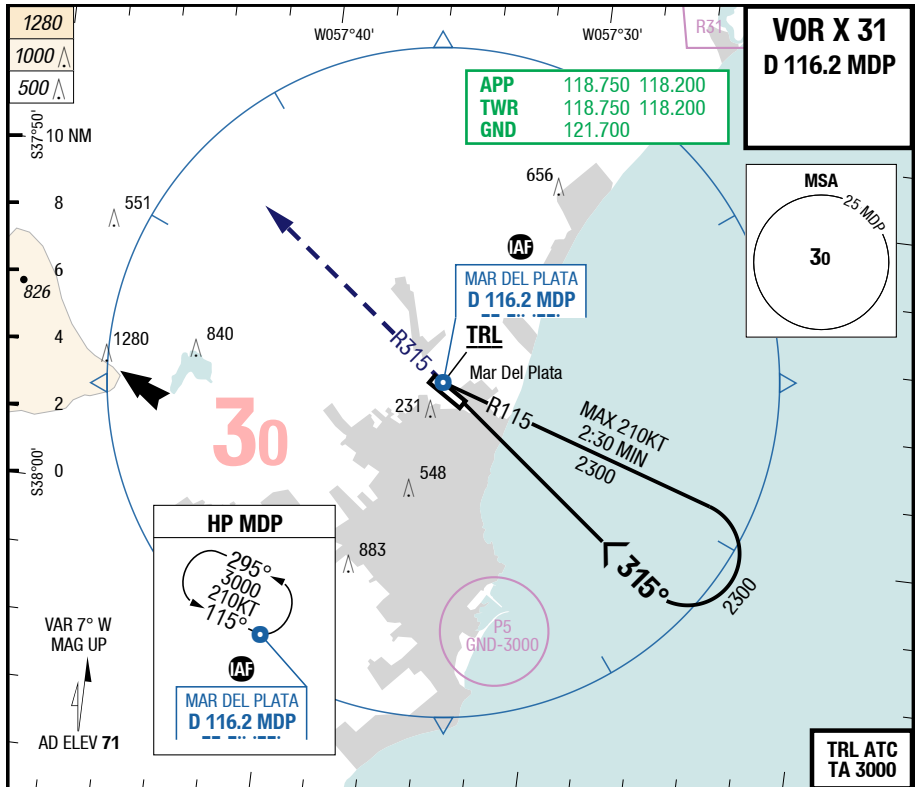 1280
1000
500
W057°40'
W057°30'
R31
VOR X 31
D 116.2 MDP
APP 118.750 118.200
TWR 118.750 118.200
GND 121.700
S37°50'
10 NM
8
6
4
2
0
S38°00'
MSA
25 MDP
30
551
656
826
1280
840
IAF
MAR DEL PLATA
D 116.2 MDP
TRL
Mar Del Plata
R315
R115
MAX 210KT
2:30 MIN
2300
231
30
548
883
315°
2300
HP MDP
295°
3000
210KT
115°
IAF
MAR DEL PLATA
D 116.2 MDP
P5
GND-3000
VAR 7° W
MAG UP
AD ELEV 71
TRL ATC
TA 3000